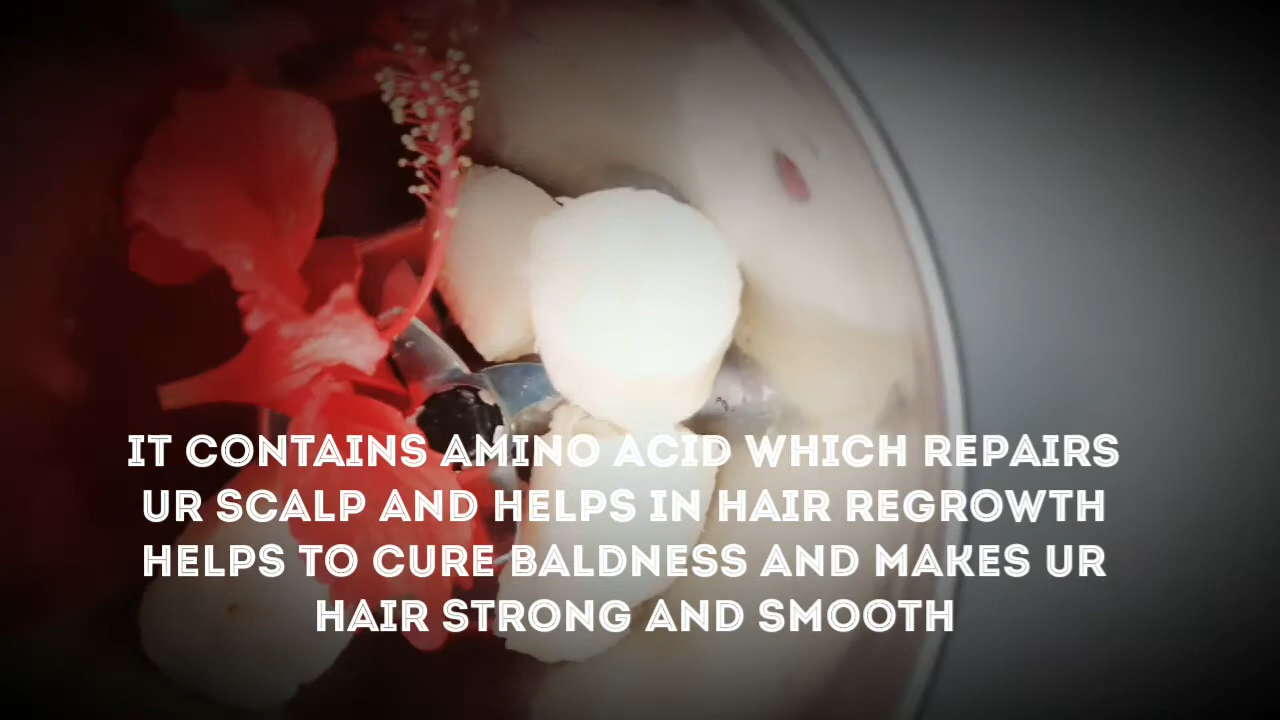 IT CONTAINS AMINO ACID WHICH REPAIRS
UR SCALP AND HELPS IN HAIR REGROWTH
HELPS TO CURE BALDNESS AND MAKES UR
HAIR STRONG AND SMOOTH